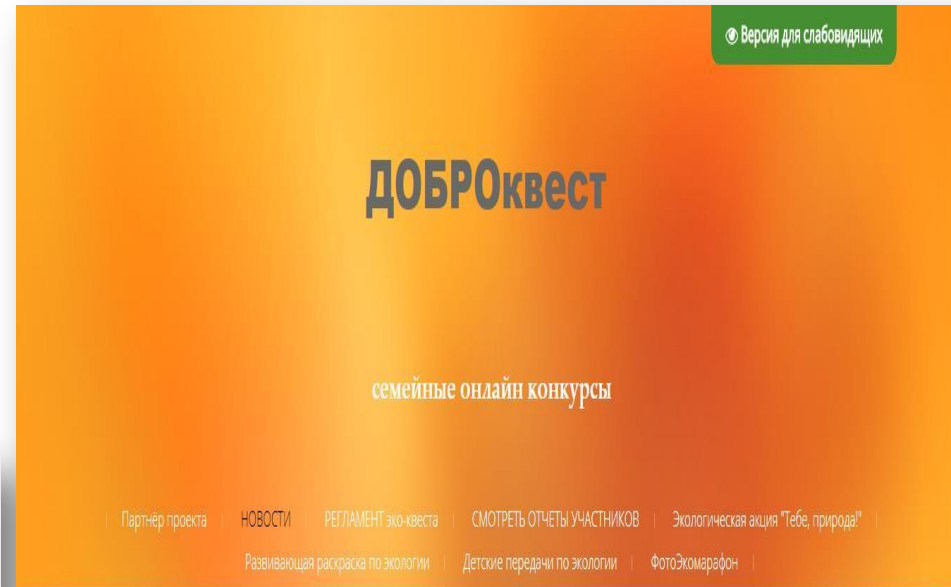 Версия для слабовидящих
ДОБРОквест
семейные онлайн конкурсы
Партнёр проекта | НОВОСТИ | РЕГЛАМЕНТ эко-квеста | СМОТРЕТЬ ОТЧЕТЫ УЧАСТНИКОВ | Экологическая акция "Тебе, природа!"
Развивающая раскраска по экологии | Детские передачи по экологии | ФотоЭкомарафон